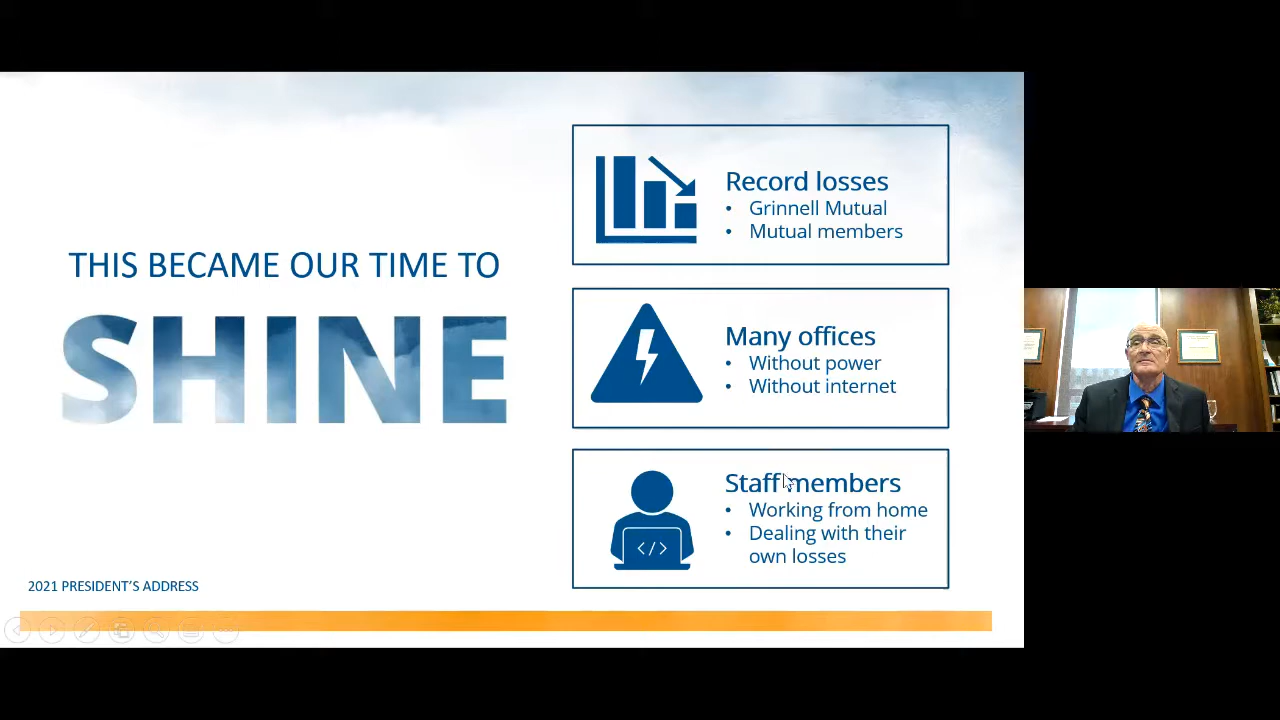 THIS BECAME OUR TIME TO
SHINE
Record losses
• Grinnell Mutual
• Mutual members
Many offices
• Without power
• Without internet
</>
Staff members
• Working from home
• Dealing with their
own losses
2021 PRESIDENT'S ADDRESS